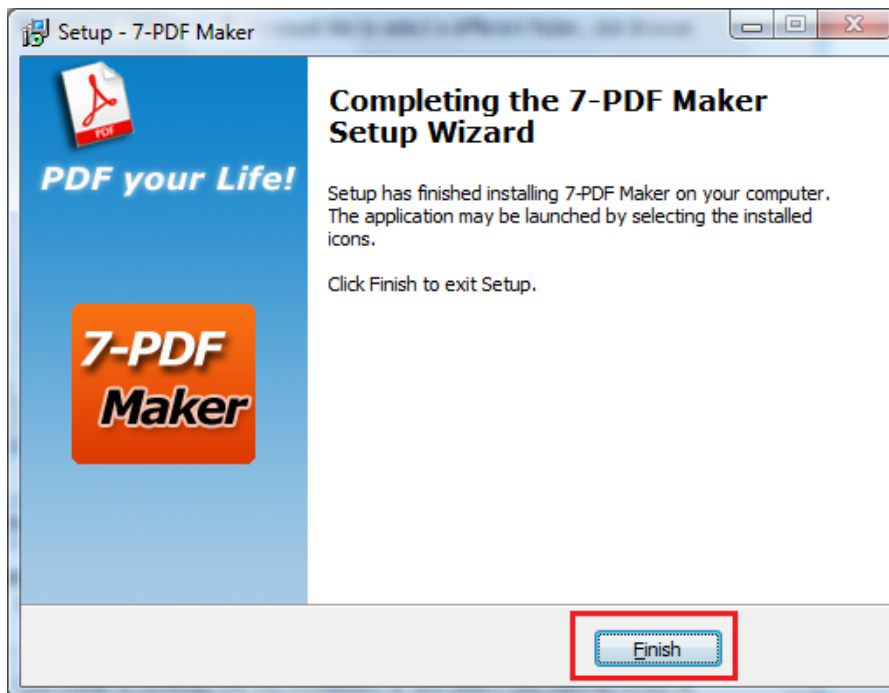 Setup - 7-PDF Maker
PDF
PDF your Life!
7-PDF
Maker
Completing the 7-PDF Maker
Setup Wizard
Setup has finished installing 7-PDF Maker on your computer.
The application may be launched by selecting the installed
icons.
Click Finish to exit Setup.
Finish